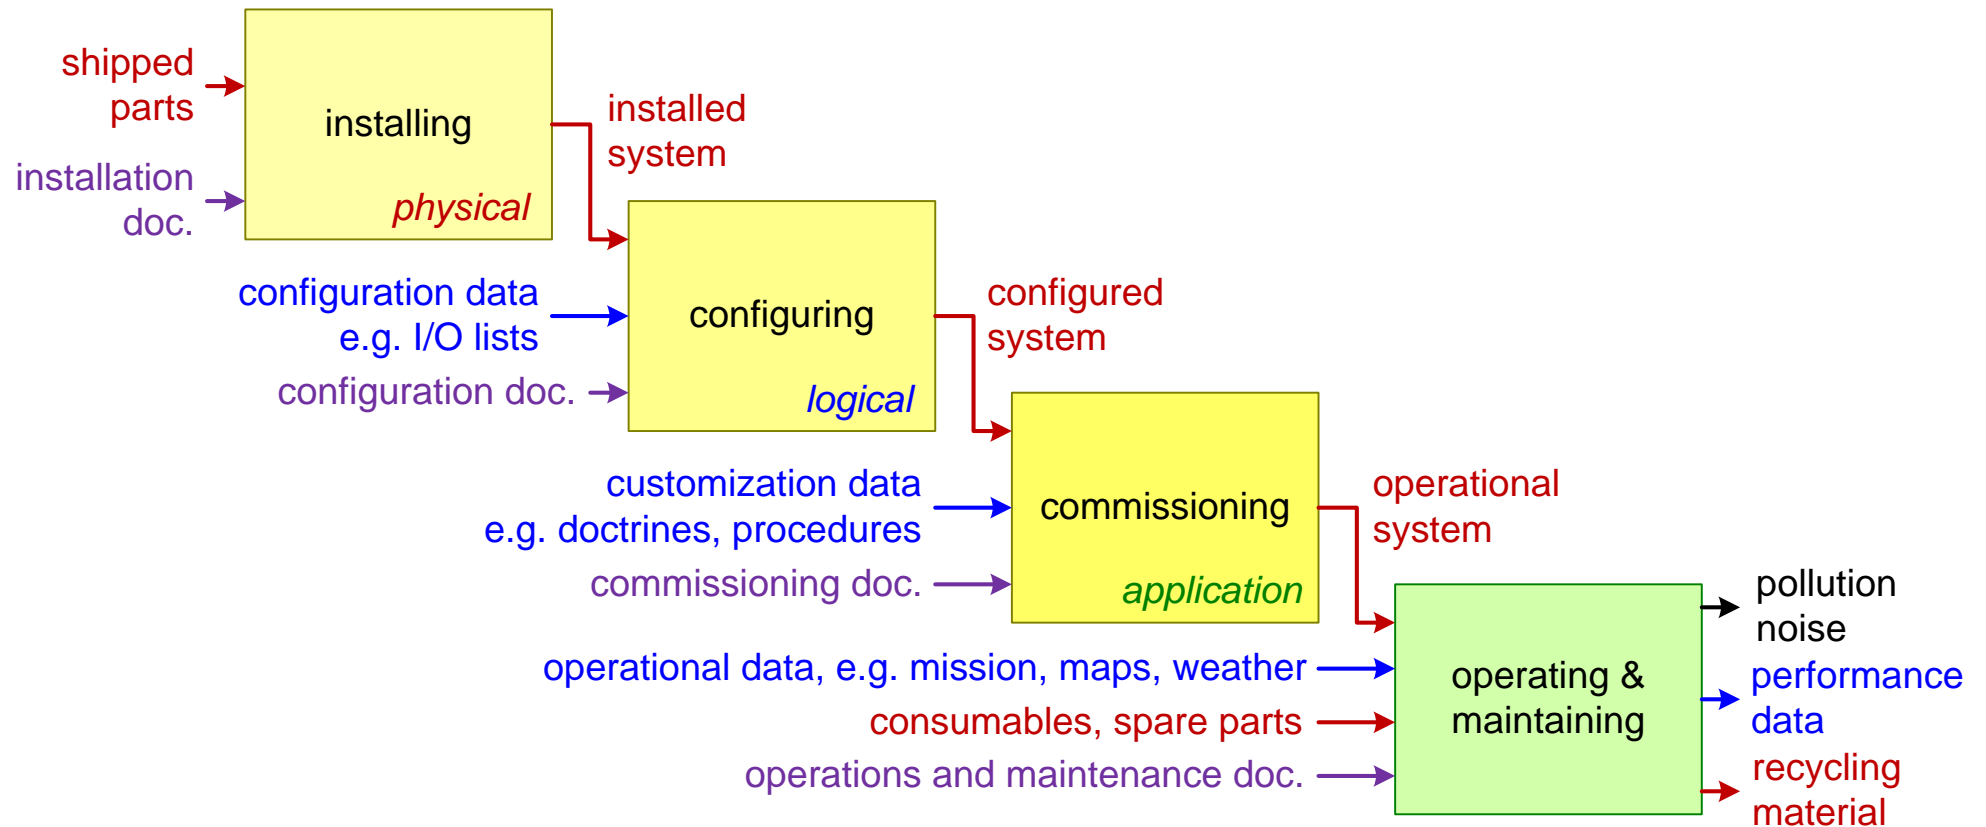 shipped
parts
installation
doc.
installing
physical
installed
system
configuration data
e.g. I/O lists
configuration doc.
configuring
logical
configured
system
customization data
e.g. doctrines, procedures
commissioning doc.
commissioning
application
operational
system
operational data, e.g. mission, maps, weather
consumables, spare parts
operations and maintenance doc.
operating &
maintaining
pollution
noise
performance
data
recycling
material